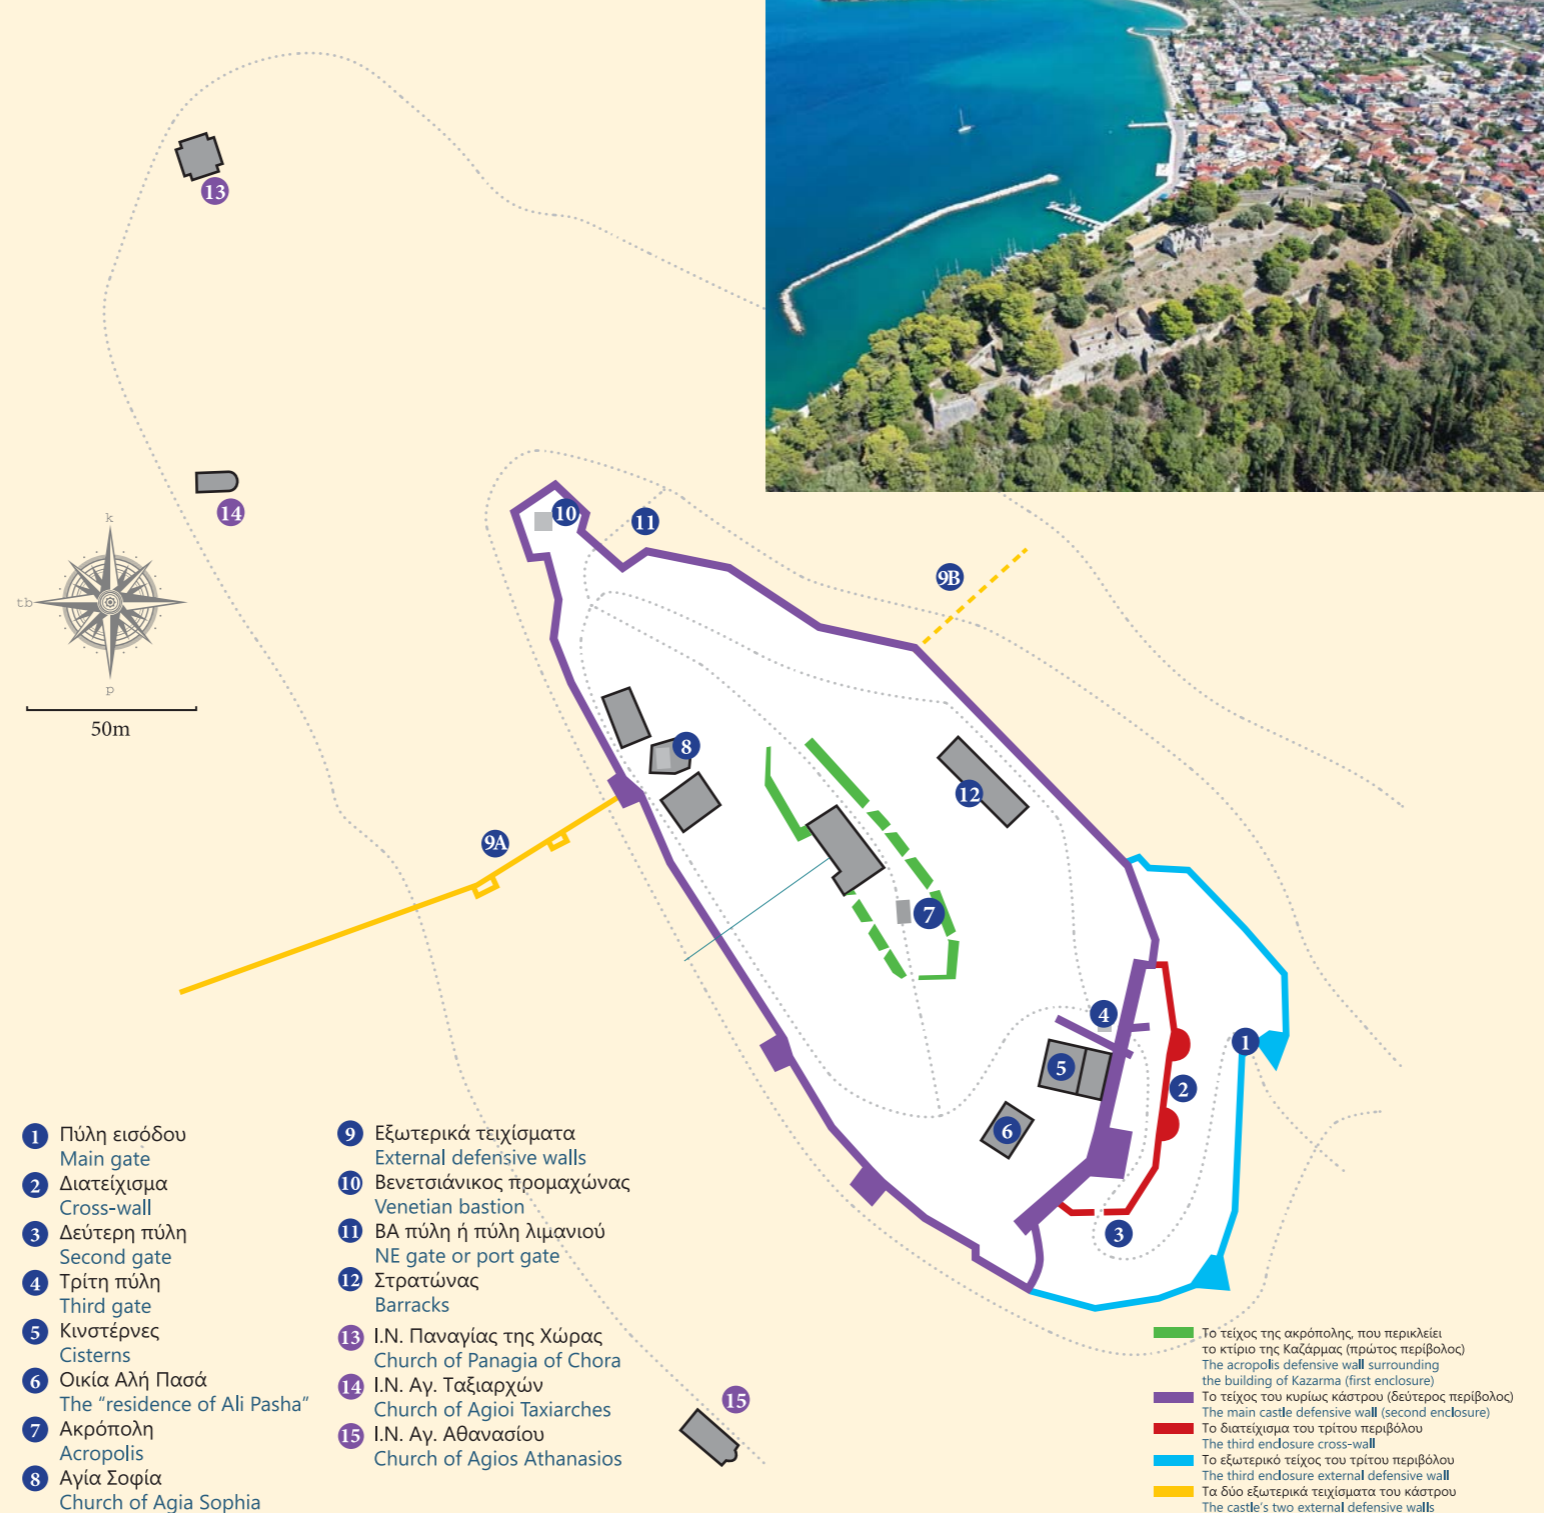 13
14
k
tb
p
50m
10
11
9B
8
12
9A
7
4
1
5
2
6
3
15
1 Πύλη εισόδου
Main gate
2 Διατείχισμα
Cross-wall
3 Δεύτερη πύλη
Second gate
4 Τρίτη πύλη
Third gate
5 Κινστέρνες
Cisterns
6 Οικία Αλή Πασά
The “residence of Ali Pasha”
7 Ακρόπολη
Acropolis
8 Αγία Σοφία
Church of Agia Sophia
9 Εξωτερικά τειχίσματα
External defensive walls
10 Βενετσιάνικος προμαχώνας
Venetian bastion
11 ΒΑ πύλη ή πύλη λιμανιού
NE gate or port gate
12 Στρατώνας
Barracks
13 Ι.Ν. Παναγίας της Χώρας
Church of Panagia of Chora
14 Ι.Ν. Αγ. Ταξιαρχών
Church of Agioi Taxiarches
15 Ι.Ν. Αγ. Αθανασίου
Church of Agios Athanasios
Το τείχος της ακρόπολης, που περικλείει
το κτίριο της Καζάρμας (πρώτος περίβολος)
The acropolis defensive wall surrounding
the building of Kazarma (first enclosure)
Το τείχος του κυρίως κάστρου (δεύτερος περίβολος)
The main castle defensive wall (second enclosure)
Το διατείχισμα του τρίτου περιβόλου
The third enclosure cross-wall
Το εξωτερικό τείχος του τρίτου περιβόλου
The third enclosure external defensive wall
Τα δύο εξωτερικά τειχίσματα του κάστρου
The castle's two external defensive walls